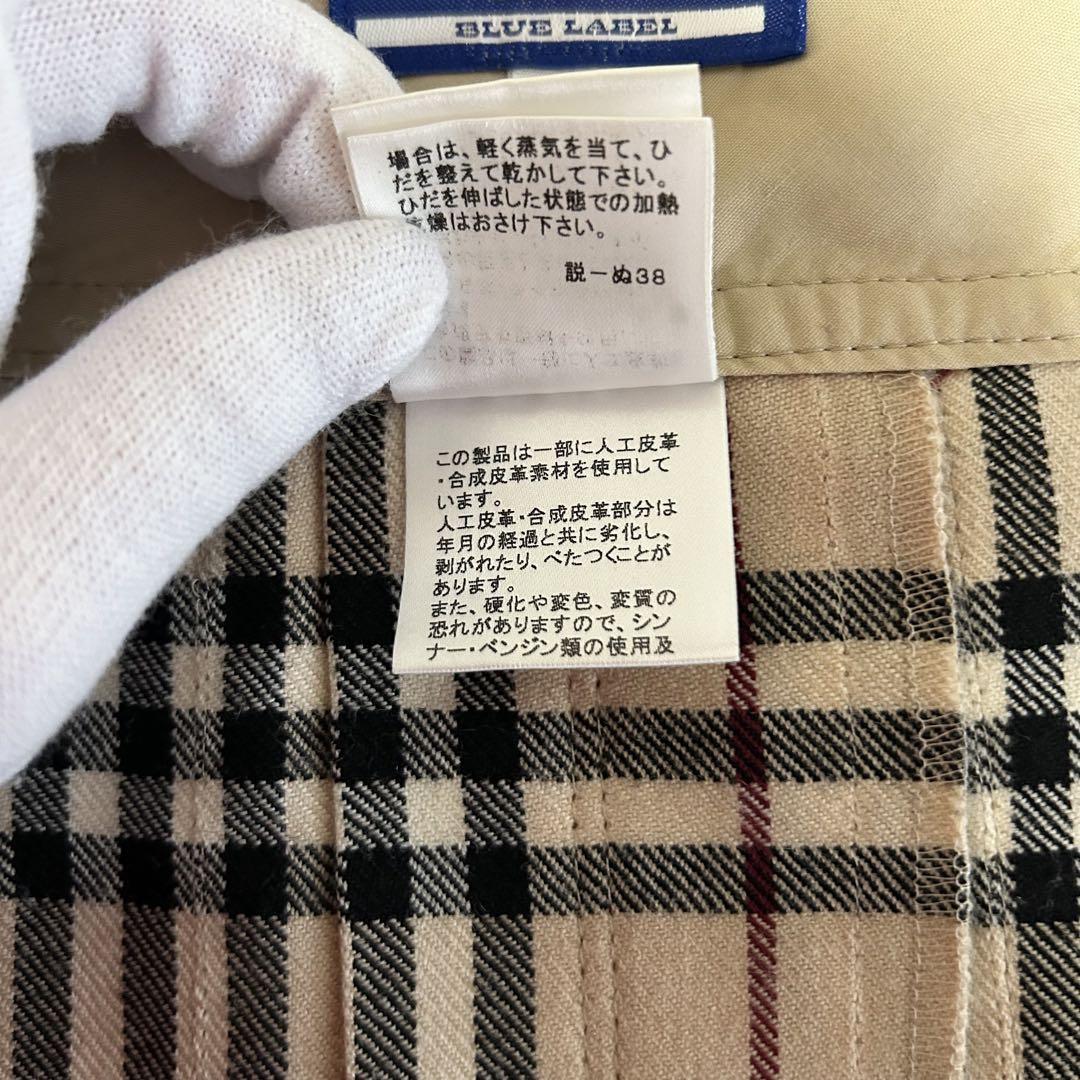 BLUE LABEL
場合は、軽く蒸気を当て、ひ
だを整えて乾かして下さい。
ひだを伸ばした状態での加熱
燥はおさけ下さい。
説ーぬ38
この製品は一部に人工皮革
・合成皮革素材を使用して
います。
人工皮革・合成皮革部分は
年月の経過と共に劣化し、
剥がれたり、べたつくことが
あります。
また、硬化や変色、変質の
恐れがありますので、シン
ナー・ベンジン類の使用及